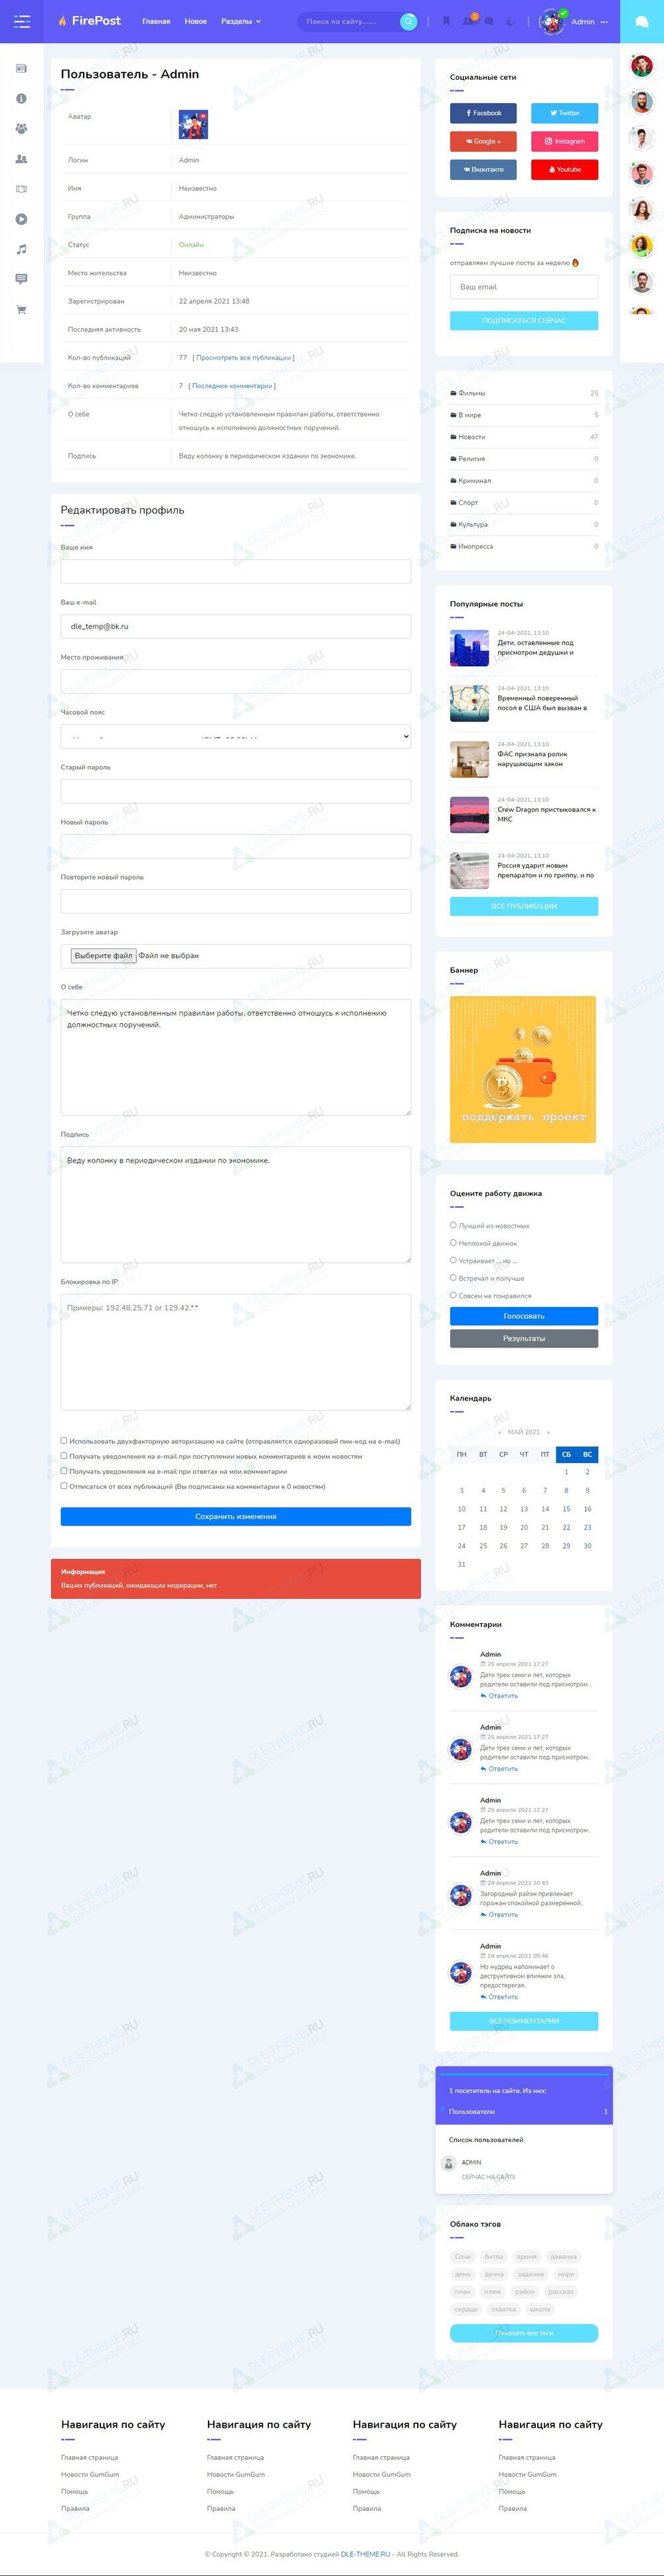 FirePost
Главная
Новое
Разделы
Поиск по сайту.......
3
Admin
Пользователь - Admin
Аватар
Логин
Admin
Имя
Неизвестно
Группа
Администраторы
Статус
Онлайн
Место жительства
Неизвестно
Зарегистрирован
22 апреля 2021 13:48
Последняя активность
20 мая 2021 13:43
Кол-во публикаций
77 [ Просмотреть все публикации ]
Кол-во комментариев
7 [ Последние комментарии ]
О себе
Четко следую установленным правилам работы, ответственно
отношусь к исполнению должностных поручений.
Подпись
Веду колонку в периодическом издании по экономике.
Редактировать профиль
Ваше имя
Ваш e-mail
dle_temp@bk.ru
Место проживания
Часовой пояс
Старый пароль
Новый пароль
Повторите новый пароль
Загрузите аватар
Выберите файл Файл не выбран
О себе
Четко следую установленным правилам работы, ответственно отношусь к исполнению
должностных поручений.
Подпись
Веду колонку в периодическом издании по экономике.
Блокировка по IP
Примеры: 192.48.25.71 or 129.42.*.*
Использовать двухфакторную авторизацию на сайте (отправляется одноразовый пин-код на e-mail)
Получать уведомления на e-mail при поступлении новых комментариев к моим новостям
Получать уведомления на e-mail при ответах на мои комментарии
Отписаться от всех публикаций (Вы подписаны на комментарии к 0 новостям)
Сохранить изменения
Информация
Ваших публикаций, ожидающих модерации, нет
Социальные сети
Facebook
Twitter
Google +
Instagram
Вконтакте
Youtube
Подписка на новости
отправляем лучшие посты за неделю
Ваш email
ПОДПИСАТЬСЯ СЕЙЧАС
Фильмы 25
В мире 5
Новости 47
Религия 0
Криминал 0
Спорт 0
Культура 0
Инопресса 0
Популярные посты
24-04-2021, 13:10
Дети, оставленные под
присмотром дедушки и
24-04-2021, 13:10
Временный поверенный
посол в США был вызван в
24-04-2021, 13:10
ФАС признала ролик
нарушающим закон
24-04-2021, 13:10
Crew Dragon пристыковался к
МКС
24-04-2021, 13:10
Россия ударит новым
препаратом и по гриппу, и по
ВСЕ ПУБЛИКАЦИИ
Баннер
поддержать проект
Оцените работу движка
Лучший из новостных
Неплохой движок
Устраивает ... но ...
Встречал и получше
Совсем не понравился
Голосовать
Результаты
Календарь
« МАЙ 2021 »
ПН ВТ СР ЧТ ПТ СБ ВС
1 2
3 4 5 6 7 8 9
10 11 12 13 14 15 16
17 18 19 20 21 22 23
24 25 26 27 28 29 30
31
Комментарии
Admin
25 апреля 2021 17:27
Дети трех семи и лет, которых
родители оставили под присмотром..
Ответить
Admin
25 апреля 2021 17:27
Дети трех семи и лет, которых
родители оставили под присмотром..
Ответить
Admin
25 апреля 2021 17:27
Дети трех семи и лет, которых
родители оставили под присмотром..
Ответить
Admin
24 апреля 2021 10:43
Загородный район привлекает
горожан спокойной размеренной..
Ответить
Admin
24 апреля 2021 09:46
Но мудрец напоминает о
деструктивном влиянии зла,
предостерегая..
Ответить
ВСЕ КОММЕНТАРИИ
1 посетитель на сайте. Из них:
Пользователи 1
Список пользователей
ADMIN
СЕЙЧАС НА САЙТЕ
Облако тэгов
Сочи битва время девочка
демо дочка задание море
план пляж район рассказ
сердце схватка школа
Показать все теги
Навигация по сайту
Главная страница
Новости GumGum
Помощь
Правила
Навигация по сайту
Главная страница
Новости GumGum
Помощь
Правила
Навигация по сайту
Главная страница
Новости GumGum
Помощь
Правила
Навигация по сайту
Главная страница
Новости GumGum
Помощь
Правила
© Copyright © 2021. Разработано студией DLE-THEME.RU - All Rights Reserved.